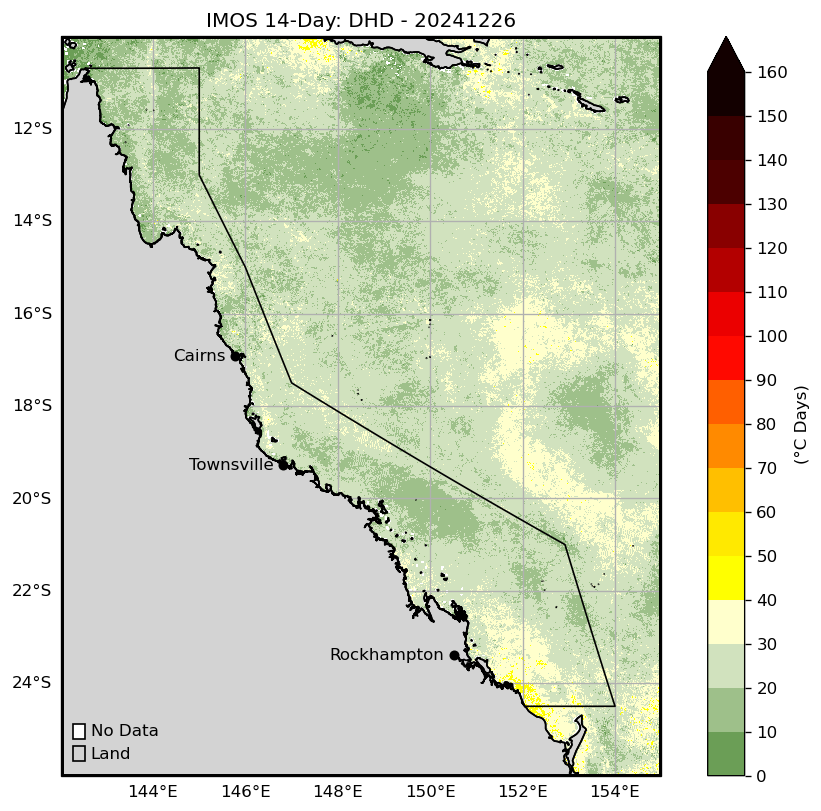 IMOS 14-Day: DHD - 20241226
12°S
14°S
16°S
18°S
20°S
22°S
24°S
Cairns
Townsville
Rockhampton
No Data
Land
144°E 146°E 148°E 150°E 152°E 154°E
160
150
140
130
120
110
100
90
80
70
60
50
40
30
20
10
0
(°C Days)